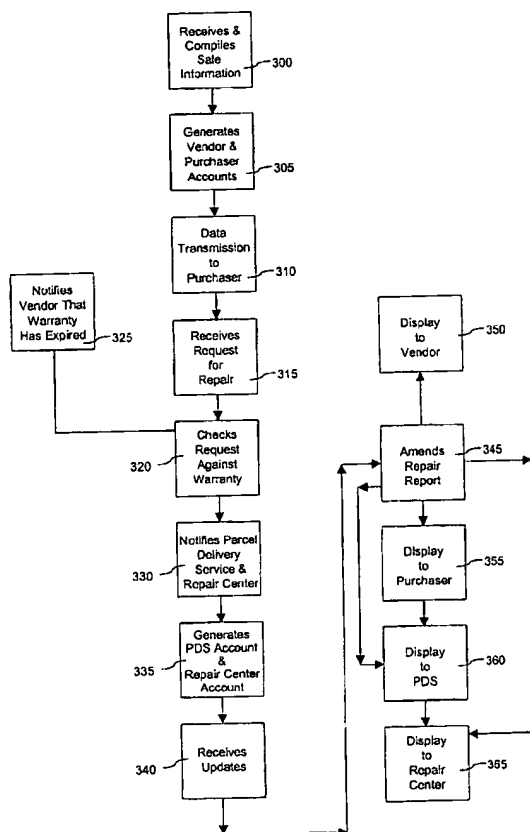 Receives &
Compiles
Sale
Information
300
Generates
Vendor &
Purchaser
Accounts
305
Data
Transmission
to
Purchaser
310
Notifies
Vendor That
Warranty
Has Expired
325
Receives
Request
for
Repair
315
Checks
Request
Against
Warranty
320
Notifies Parcel
Delivery
Service &
Repair Center
330
Generates
PDS Account
&
Repair Center
Account
335
Receives
Updates
340
Display
to
Vendor
350
Amends
Repair
Report
345
Display
to
Purchaser
355
Display
to
PDS
360
Display
to
Repair
Center
365